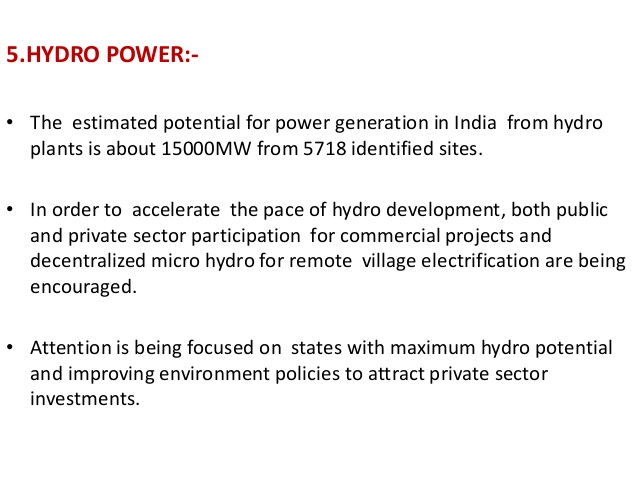 5.HYDRO POWER:-
• The estimated potential for power generation in India from hydro
plants is about 15000MW from 5718 identified sites.
• In order to accelerate the pace of hydro development, both public
and private sector participation for commercial projects and
decentralized micro hydro for remote village electrification are being
encouraged.
• Attention is being focused on states with maximum hydro potential
and improving environment policies to attract private sector
investments.